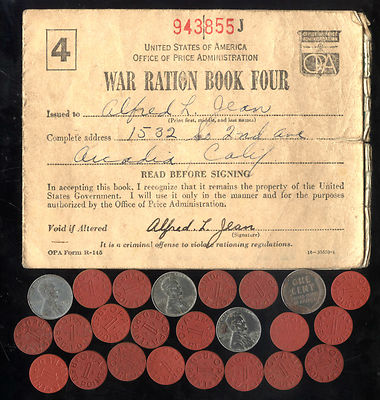 943855J
4
UNITED STATES OF AMERICA
OFFICE OF PRICE ADMINISTRATION
OPA
WAR RATION BOOK FOUR
Issued to Alfred L. Jean
(Print first, middle, and last names)
Complete address 1532 So 2nd ave
Arcadia Calif
READ BEFORE SIGNING
In accepting this book, I recognize that it remains the property of the United
States Government. I will use it only in the manner and for the purposes
authorized by the Office of Price Administration.
Void if Altered Alfred L. Jean
(Signature)
It is a criminal offense to violate rationing regulations.
OPA Form R-145
ONE
CENT